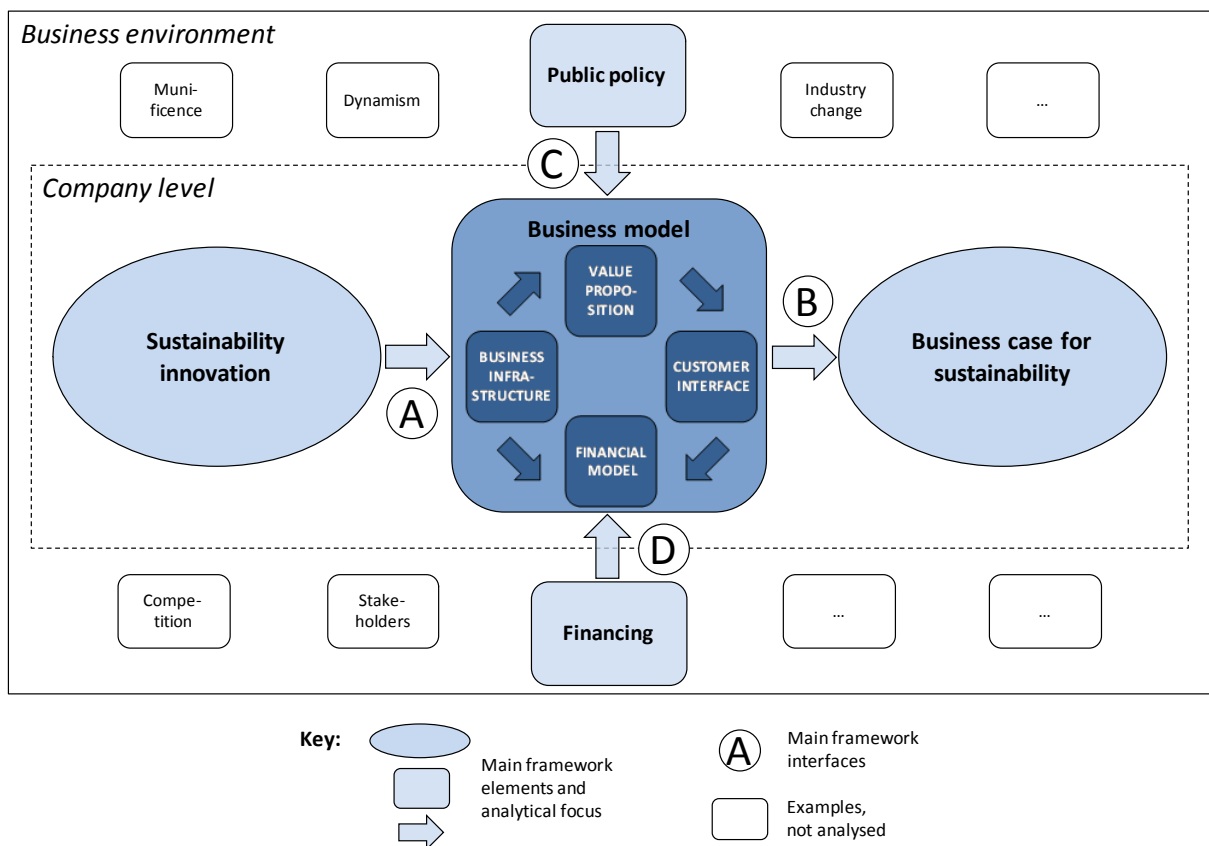 Business environment
Public policy
Muni-
ficence
Dynamism
Industry
change
...
C
Company level
Business model
VALUE
PROPO-
SITION
B
Sustainability
innovation
BUSINESS
INFRA-
STRUCTURE
CUSTOMER
INTERFACE
Business case for
sustainability
A
FINANCIAL
MODEL
D
Compe-
tition
Stake-
holders
Financing
...
...
Key:
Main framework
elements and
analytical focus
A
Main framework
interfaces
Examples,
not analysed